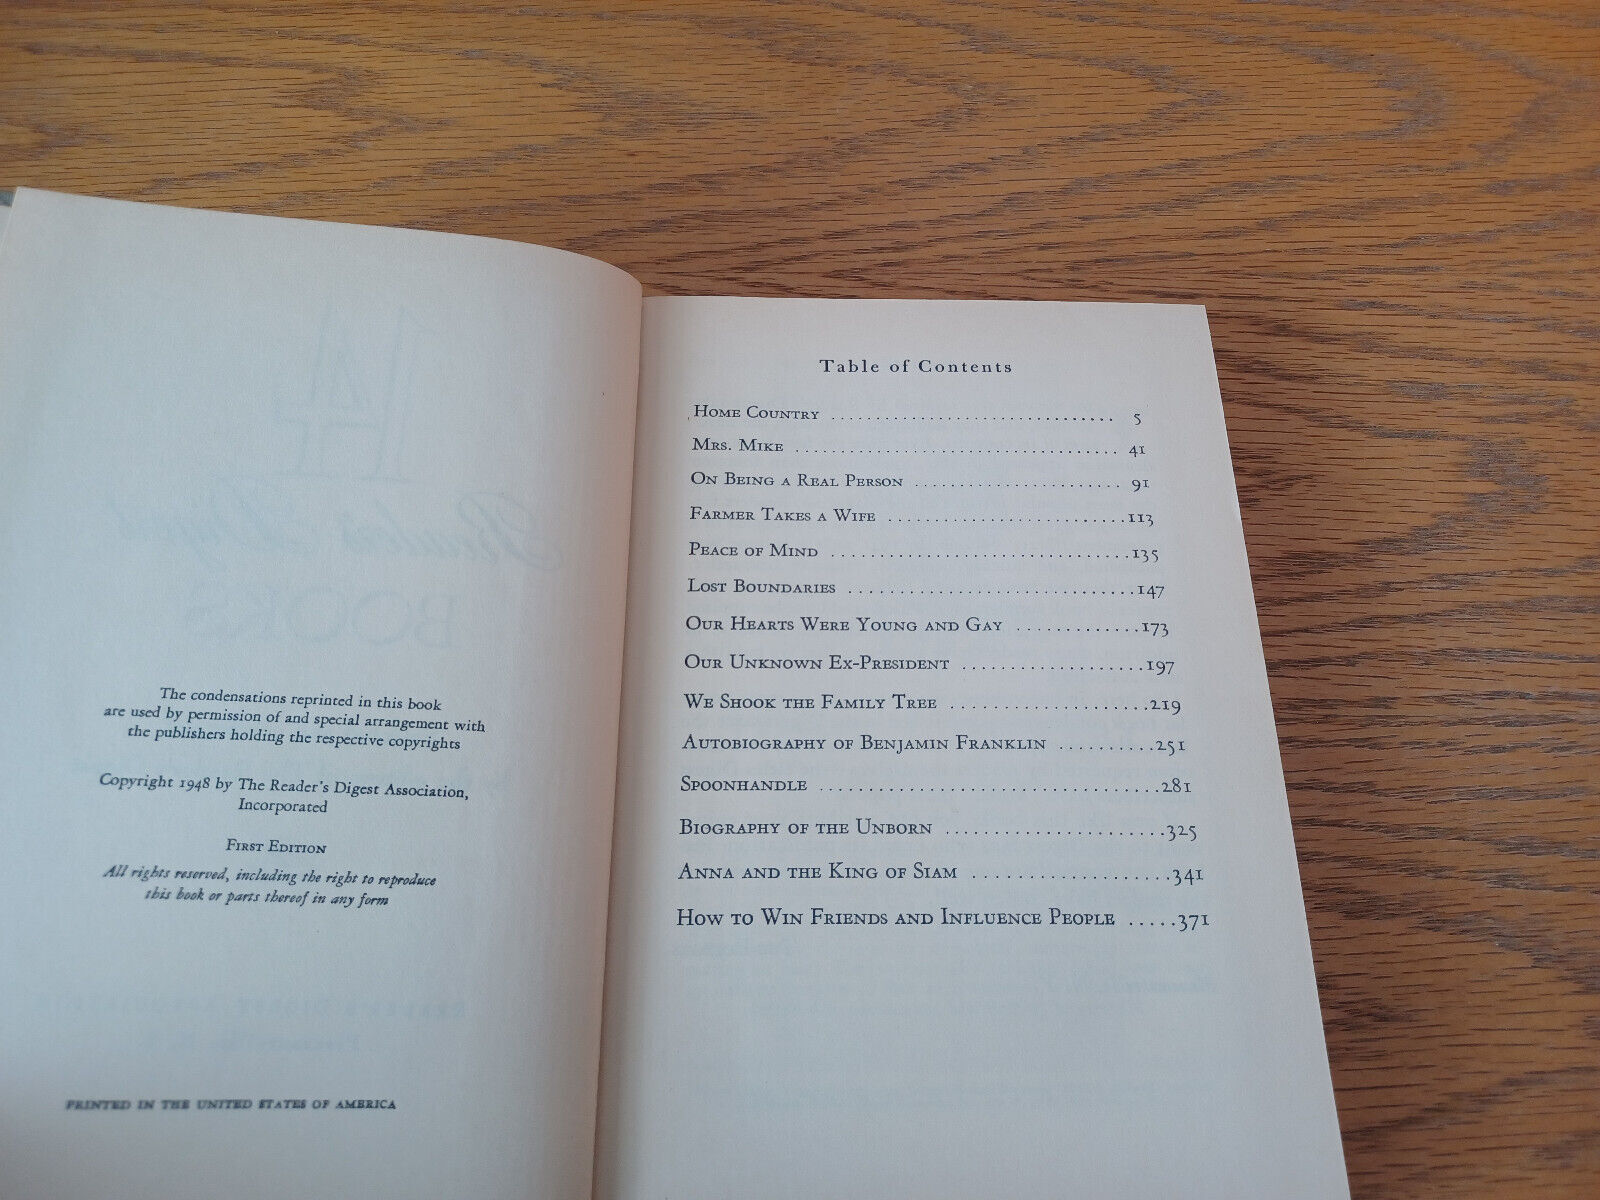 The condensations reprinted in this book
are used by permission of and special arrangement with
the publishers holding the respective copyrights
Copyright 1948 by The Reader's Digest Association,
Incorporated
First Edition
All rights reserved, including the right to reproduce
this book or parts thereof in any form
PRINTED IN THE UNITED STATES OF AMERICA
Table of Contents
Home Country .............................. 5
Mrs. Mike .................................. 41
On Being a Real Person ...................... 91
Farmer Takes a Wife .........................113
Peace of Mind ...............................135
Lost Boundaries ..............................147
Our Hearts Were Young and Gay .............173
Our Unknown Ex-President ...................197
We Shook the Family Tree ....................219
Autobiography of Benjamin Franklin ..........251
Spoonhandle .................................281
Biography of the Unborn .....................325
Anna and the King of Siam ...................341
How to Win Friends and Influence People .....371